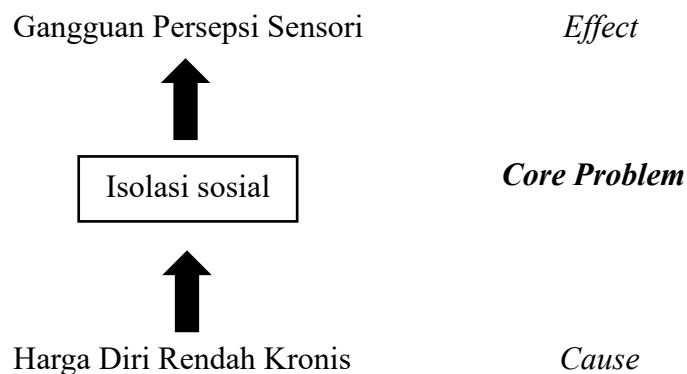 Gangguan Persepsi Sensori Effect
Isolasi sosial Core Problem
Harga Diri Rendah Kronis Cause